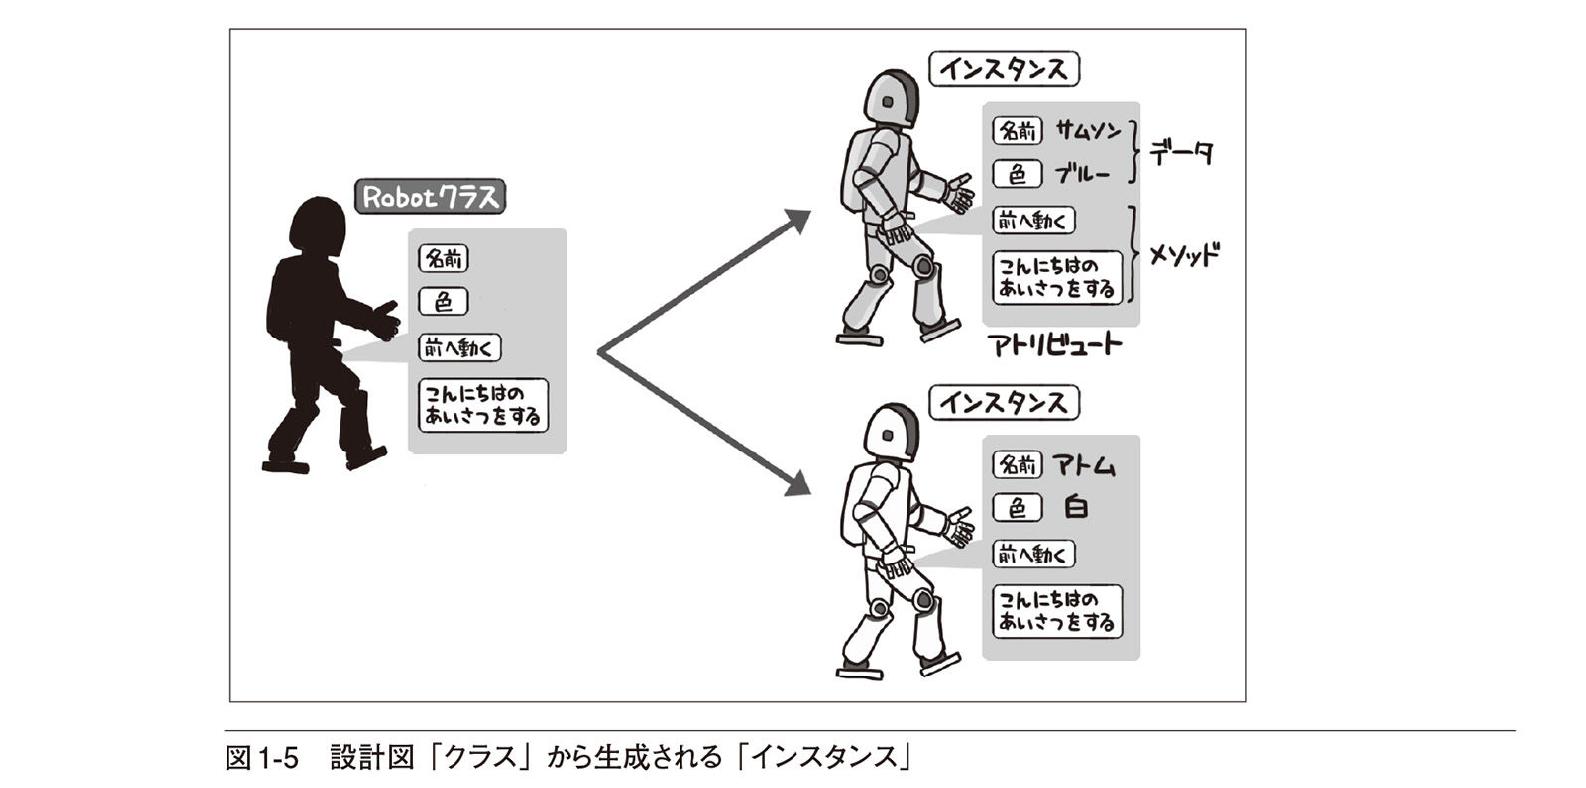 Robotクラス
名前
色
前へ動く
こんにちはの
あいさつをする
インスタンス
名前 サムソン
色 ブルー
データ
前へ動く
こんにちはの
あいさつをする
メソッド
アトリビュート
インスタンス
名前 アトム
色 白
前へ動く
こんにちはの
あいさつをする
図1-5 設計図「クラス」から生成される「インスタンス」